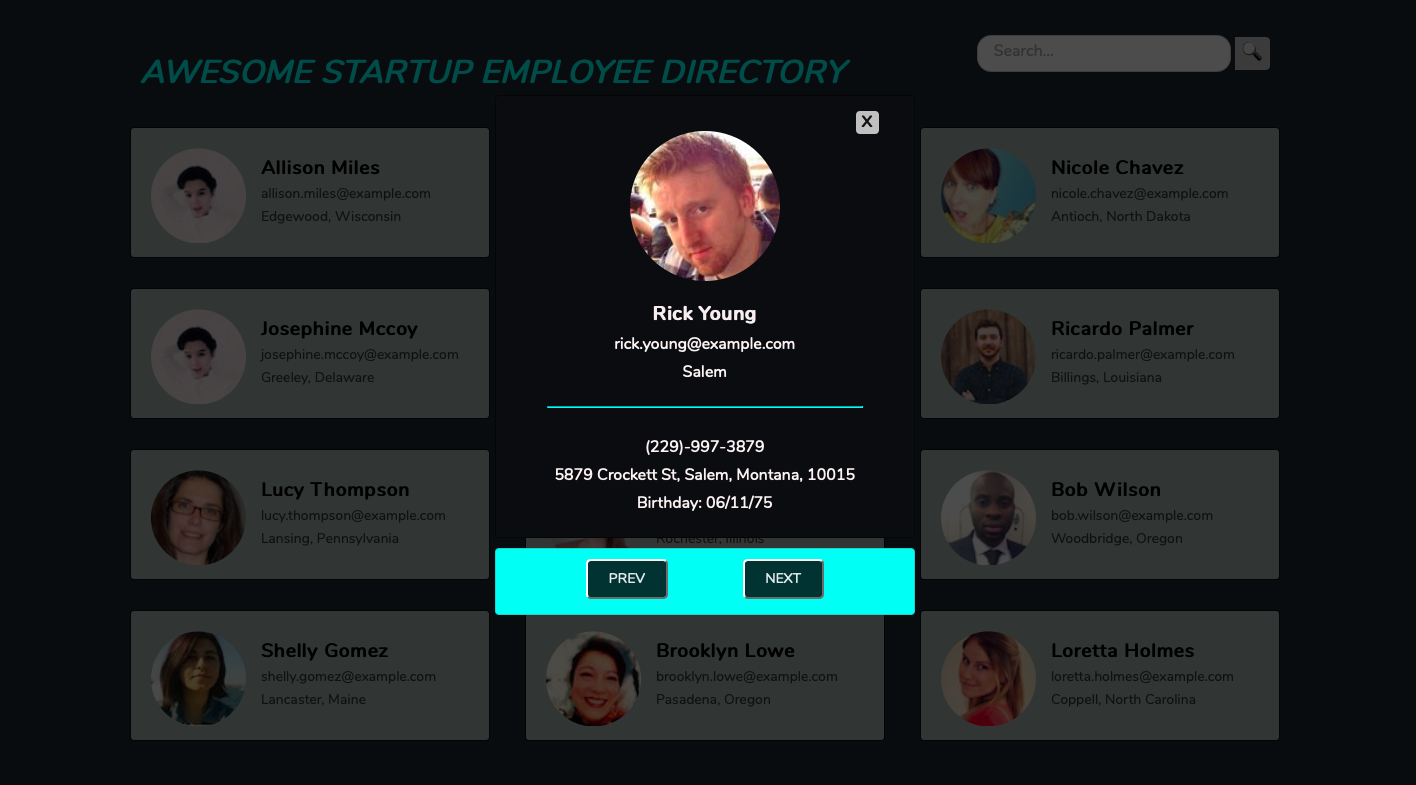 AWESOME STARTUP EMPLOYEE DIRECTORY
Search...
X
Allison Miles
allison.miles@example.com
Edgewood, Wisconsin
Nicole Chavez
nicole.chavez@example.com
Antioch, North Dakota
Rick Young
rick.young@example.com
Salem
(229)-997-3879
5879 Crockett St, Salem, Montana, 10015
Birthday: 06/11/75
Josephine Mccoy
josephine.mccoy@example.com
Greeley, Delaware
Ricardo Palmer
ricardo.palmer@example.com
Billings, Louisiana
Lucy Thompson
lucy.thompson@example.com
Lansing, Pennsylvania
Rochester, Illinois
Bob Wilson
bob.wilson@example.com
Woodbridge, Oregon
PREV
NEXT
Shelly Gomez
shelly.gomez@example.com
Lancaster, Maine
Brooklyn Lowe
brooklyn.lowe@example.com
Pasadena, Oregon
Loretta Holmes
loretta.holmes@example.com
Coppell, North Carolina